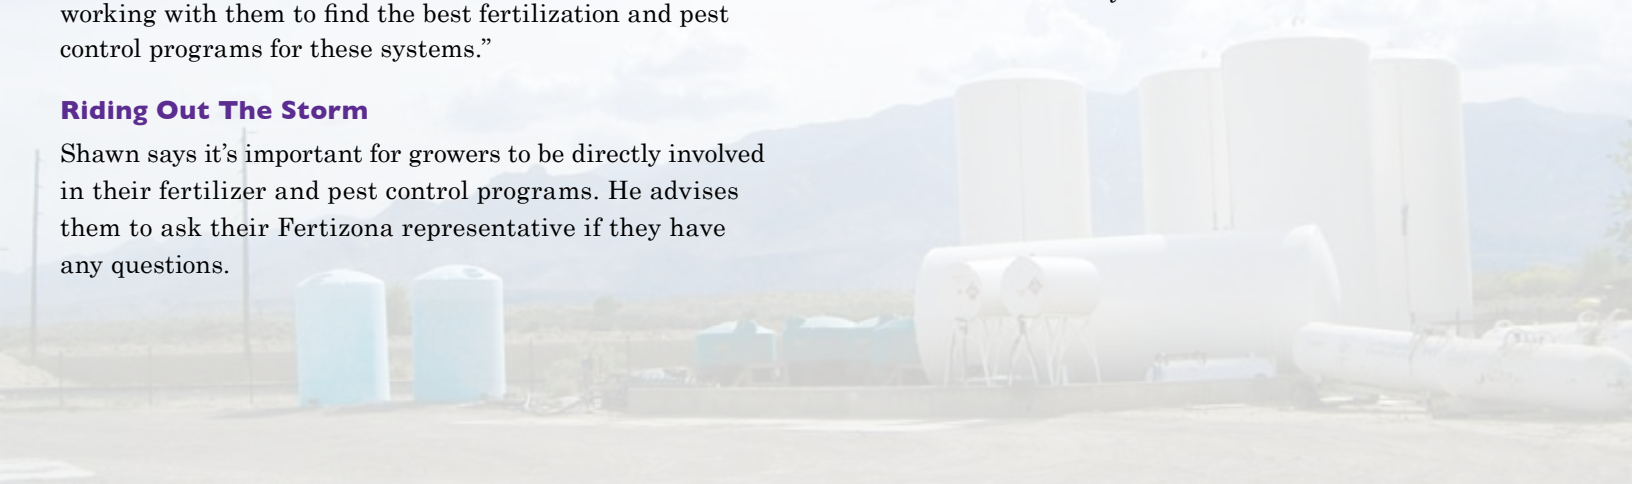 working with them to find the best fertilization and pest
control programs for these systems.”
Riding Out The Storm
Shawn says it’s important for growers to be directly involved
in their fertilizer and pest control programs. He advises
them to ask their Fertizona representative if they have
any questions.